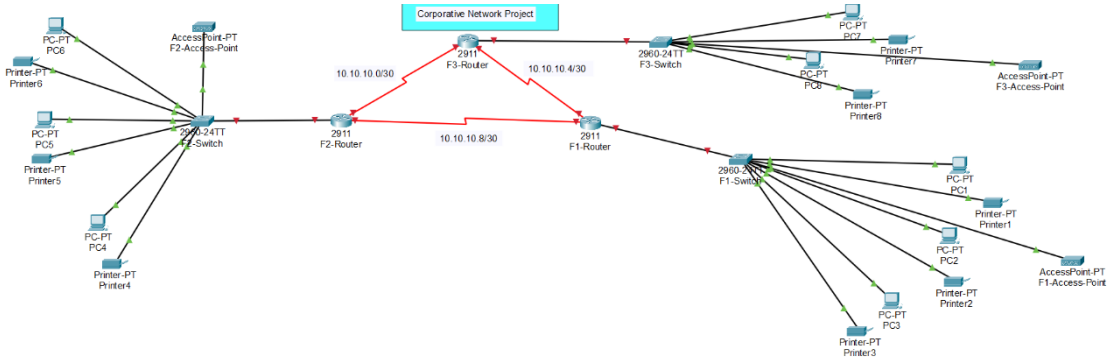 Corporative Network Project
PC-PT
PC6
AccessPoint-PT
F2-Access-Point
Printer-PT
Printer6
PC-PT
PC5
2960-24TT
F2-Switch
Printer-PT
Printer5
PC-PT
PC4
Printer-PT
Printer4
2911
F3-Router
10.10.10.0/30
10.10.10.4/30
2911
F2-Router
10.10.10.8/30
2911
F1-Router
2960-24TT
F3-Switch
PC-PT
PC7
Printer-PT
Printer7
PC-PT
PC8
AccessPoint-PT
F3-Access-Point
Printer-PT
Printer8
2960-24TT
F1-Switch
PC-PT
PC1
Printer-PT
Printer1
PC-PT
PC2
AccessPoint-PT
F1-Access-Point
Printer-PT
Printer2
PC-PT
PC3
Printer-PT
Printer3